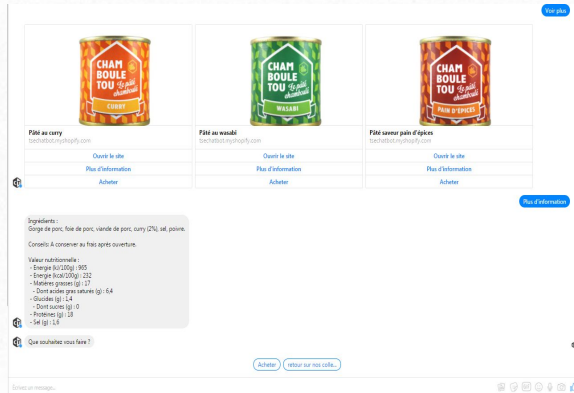 Voir plus
CHAM
BOULE
TOU Le pâté
chamboulé
CURRY
CHAM
BOULE
TOU Le pâté
chamboulé
WASABI
CHAM
BOULE
TOU Le pâté
chamboulé
PAIN D'ÉPICES
Pâté au curry
tsechatbot.myshopify.com
Ouvrir le site
Plus d'information
Acheter
Pâté au wasabi
tsechatbot.myshopify.com
Ouvrir le site
Plus d'information
Acheter
Pâté saveur pain d'épices
tsechatbot.myshopify.com
Ouvrir le site
Plus d'information
Acheter
Plus d'information
Ingrédients :
Gorge de porc, foie de porc, viande de porc, curry (2%), sel, poivre.
Conseils: A conserver au frais après ouverture.
Valeur nutritionnelle :
- Energie (kJ/100g) : 965
- Energie (kcal/100g) : 232
- Matières grasses (g) : 17
- Dont acides gras saturés (g) : 6,4
- Glucides (g) : 1,4
- Dont sucres (g) : 0
- Protéines (g) : 18
- Sel (g) : 1,6
Que souhaitez vous faire ?
Acheter
retour sur nos colle...
Écrivez un message...
GIF